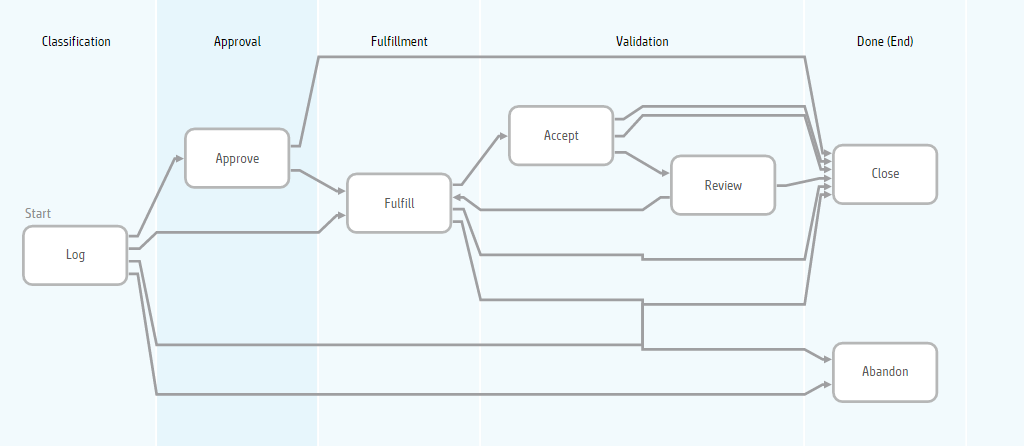 Classification
Approval
Fulfillment
Validation
Done (End)
Accept
Approve
Close
Review
Fulfill
Start
Log
Abandon